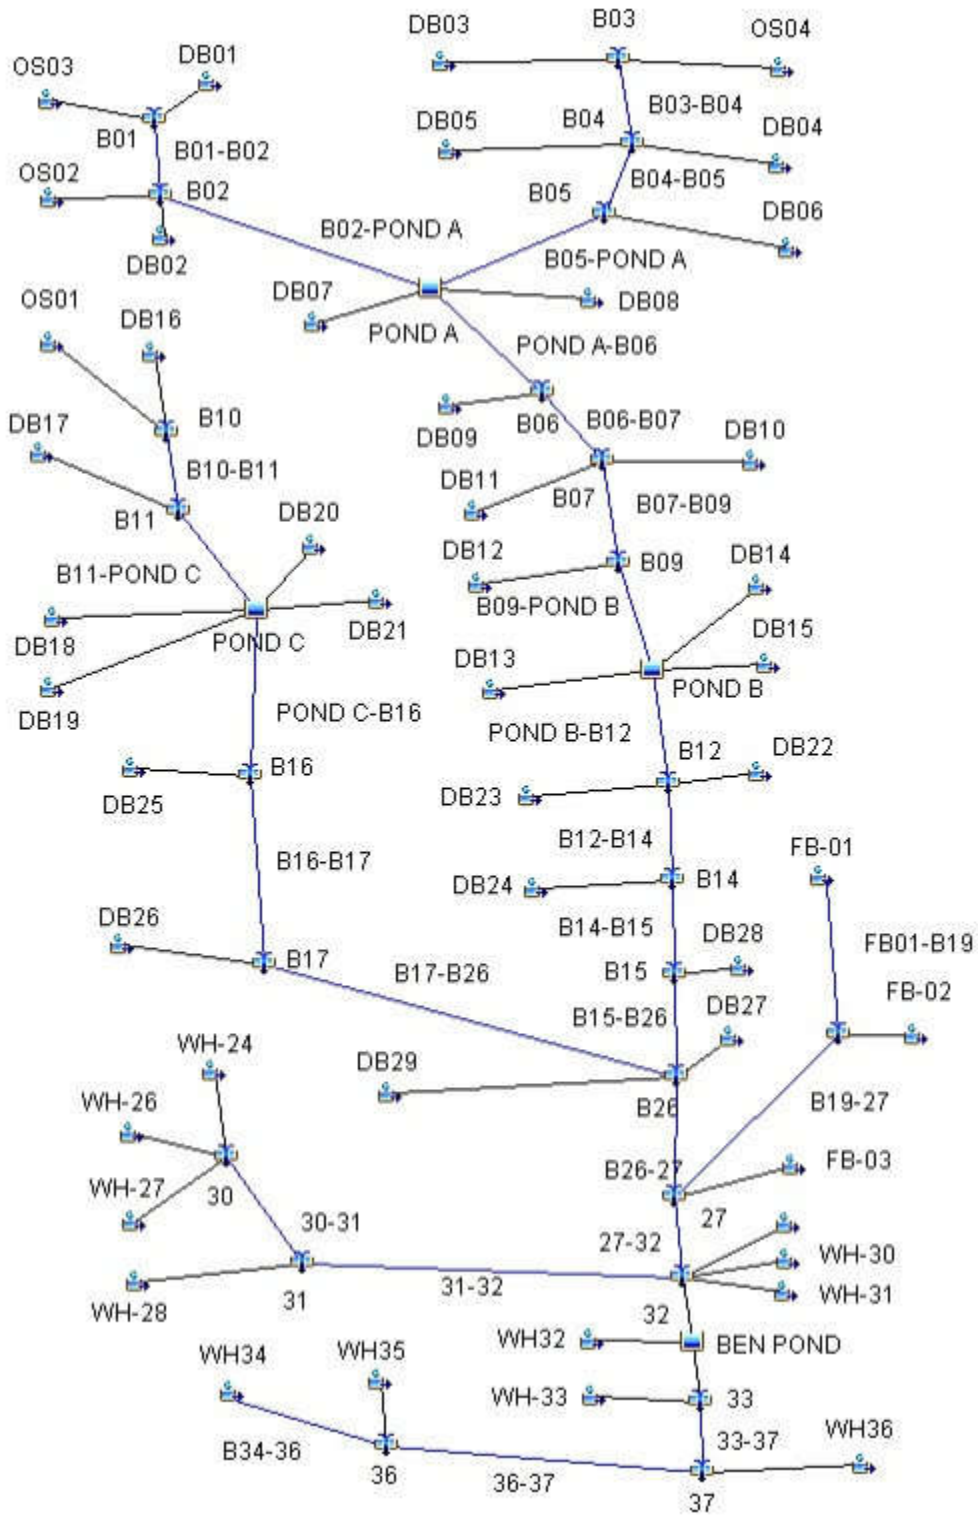 DB03
B03
OS04
OS03
DB01
B01
B01-B02
B03-B04
B04
DB05
DB04
OS02
B02
B04-B05
B05
DB06
DB02
B02-POND A
B05-POND A
DB07
DB08
POND A
OS01
DB16
POND A-B06
DB17
B10
DB09
B06
B06-B07
DB10
B10-B11
DB11
B07
B07-B09
B11
DB20
DB12
B09
DB14
B11-POND C
B09-POND B
DB18
POND C
DB21
DB15
DB13
POND B
DB19
POND C-B16
POND B-B12
B12
DB22
B16
DB25
DB23
B16-B17
B12-B14
FB-01
DB24
B14
DB26
B14-B15
DB28
FB01-B19
B17
B17-B26
B15
FB-02
B15-B26
DB27
WH-24
DB29
WH-26
B26
B19-27
WH-27
B26-27
FB-03
30
27
30-31
27-32
WH-30
WH-28
31
31-32
WH-31
32
WH34
WH35
WH32
BEN POND
WH-33
33
B34-36
33-37
WH36
36
36-37
37